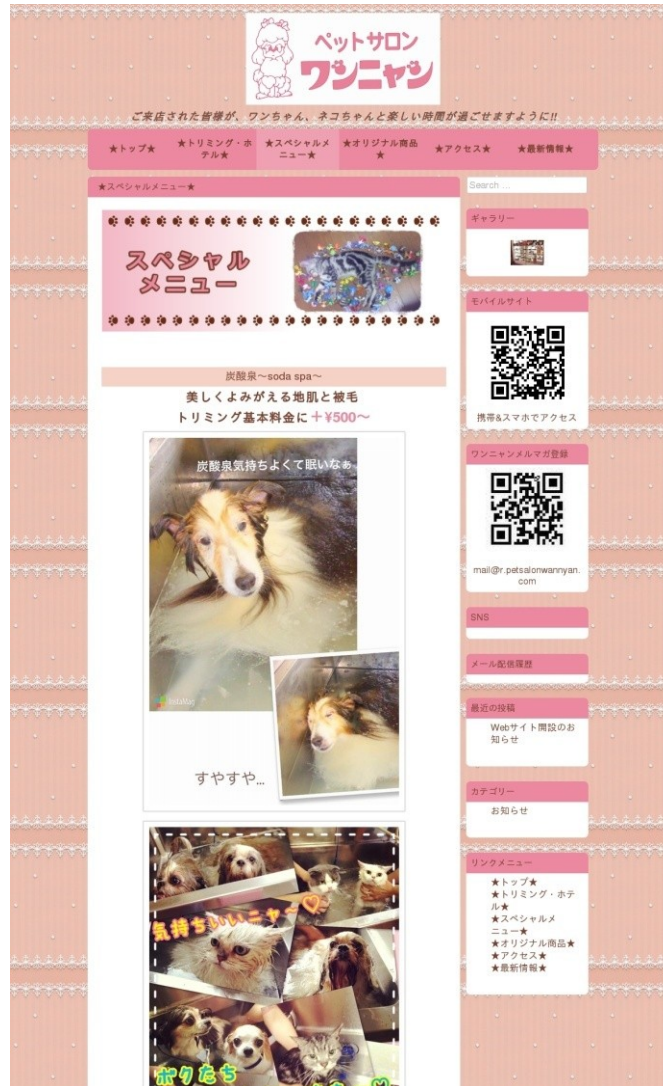 ペットサロン
ワンニャン
ご来店された皆様が、ワンちゃん、ネコちゃんと楽しい時間が過ごせますように!!
★トップ★
★トリミング・ホ
テル★
★スペシャルメ
ニュー★
★オリジナル商品
★
★アクセス★
★最新情報★
★スペシャルメニュー★
スペシャル
メニュー
炭酸泉～soda spa～
美しくよみがえる地肌と被毛
トリミング基本料金に＋¥500～
炭酸泉気持ちよくて眠いなぁ
InstaMag
すやすや...
気持ちいいニャ～♡
ボクたち
Search …
ギャラリー
モバイルサイト
携帯&スマホでアクセス
ワンニャンメルマガ登録
mail@r.petsalonwannyan.
com
SNS
メール配信履歴
最近の投稿
Webサイト開設のお
知らせ
カテゴリー
お知らせ
リンクメニュー
★トップ★
★トリミング・ホテ
ル★
★スペシャルメ
ニュー★
★オリジナル商品★
★アクセス★
★最新情報★